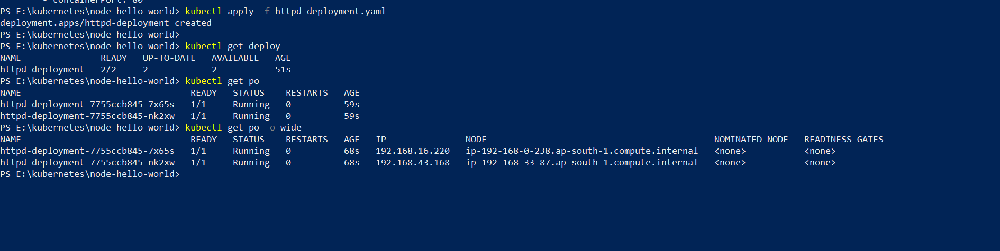 - containerPort: 80
PS E:\kubernetes\node-hello-world> kubectl apply -f httpd-deployment.yaml
deployment.apps/httpd-deployment created
PS E:\kubernetes\node-hello-world>
PS E:\kubernetes\node-hello-world> kubectl get deploy
NAME               READY   UP-TO-DATE   AVAILABLE   AGE
httpd-deployment   2/2     2            2           51s
PS E:\kubernetes\node-hello-world> kubectl get po
NAME                                READY   STATUS    RESTARTS   AGE
httpd-deployment-7755ccb845-7x65s   1/1     Running   0          59s
httpd-deployment-7755ccb845-nk2xw   1/1     Running   0          59s
PS E:\kubernetes\node-hello-world> kubectl get po -o wide
NAME                                READY   STATUS    RESTARTS   AGE   IP               NODE                                           NOMINATED NODE   READINESS GATES
httpd-deployment-7755ccb845-7x65s   1/1     Running   0          68s   192.168.16.220   ip-192-168-0-238.ap-south-1.compute.internal   <none>           <none>
httpd-deployment-7755ccb845-nk2xw   1/1     Running   0          68s   192.168.43.168   ip-192-168-33-87.ap-south-1.compute.internal   <none>           <none>
PS E:\kubernetes\node-hello-world>